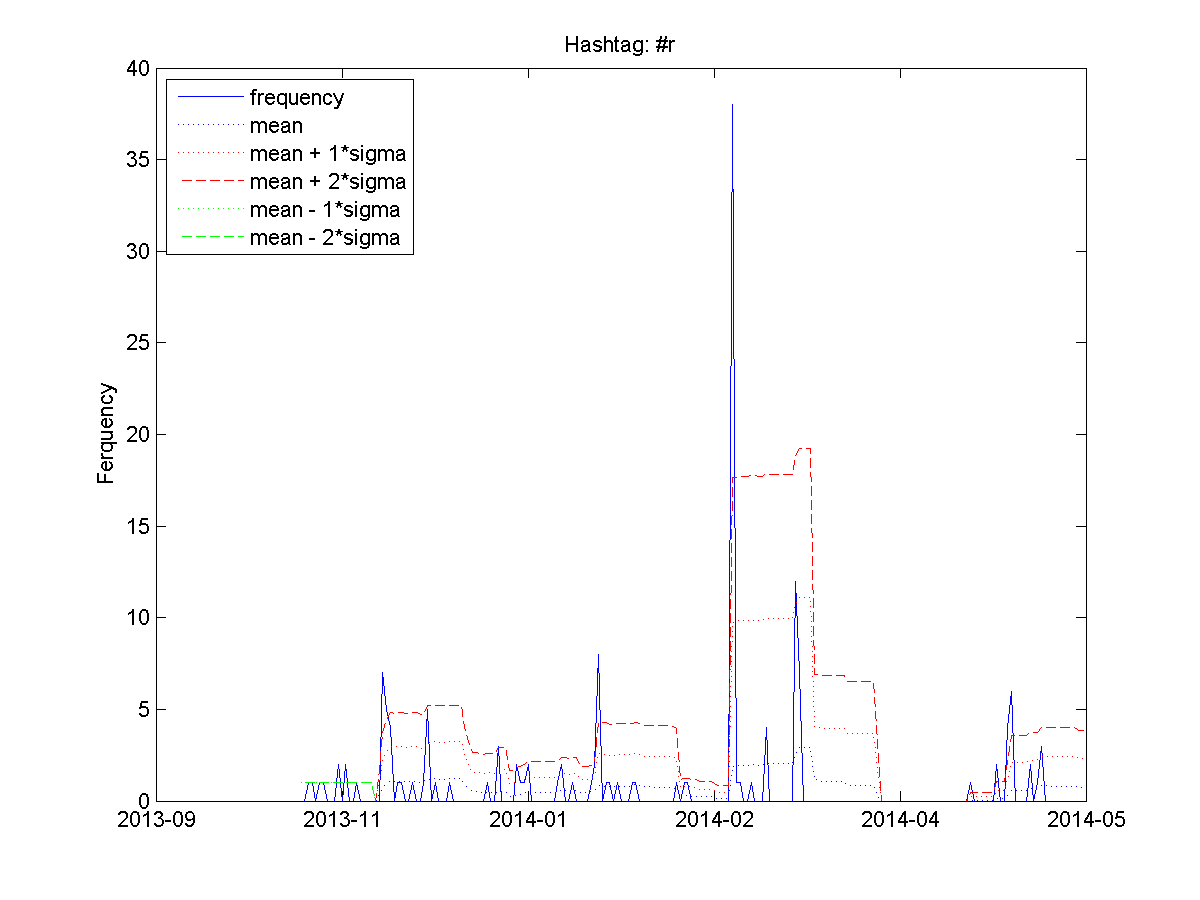 Hashtag: #r
40
35
30
25
20
15
10
5
0
Ferquency
frequency
mean
mean + 1*sigma
mean + 2*sigma
mean - 1*sigma
mean - 2*sigma
2013-09 2013-11 2014-01 2014-02 2014-04 2014-05